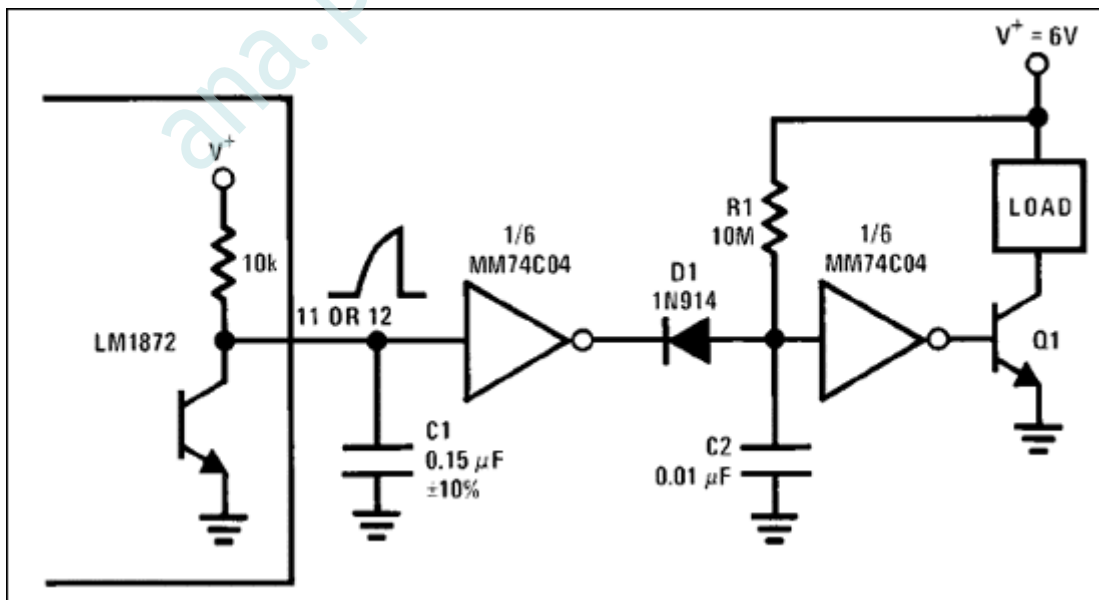 ana.p
V+ = 6V
V+
10k
LM1872
11 OR 12
C1
0.15 μF
±10%
1/6
MM74C04
D1
1N914
R1
10M
C2
0.01 μF
1/6
MM74C04
LOAD
Q1